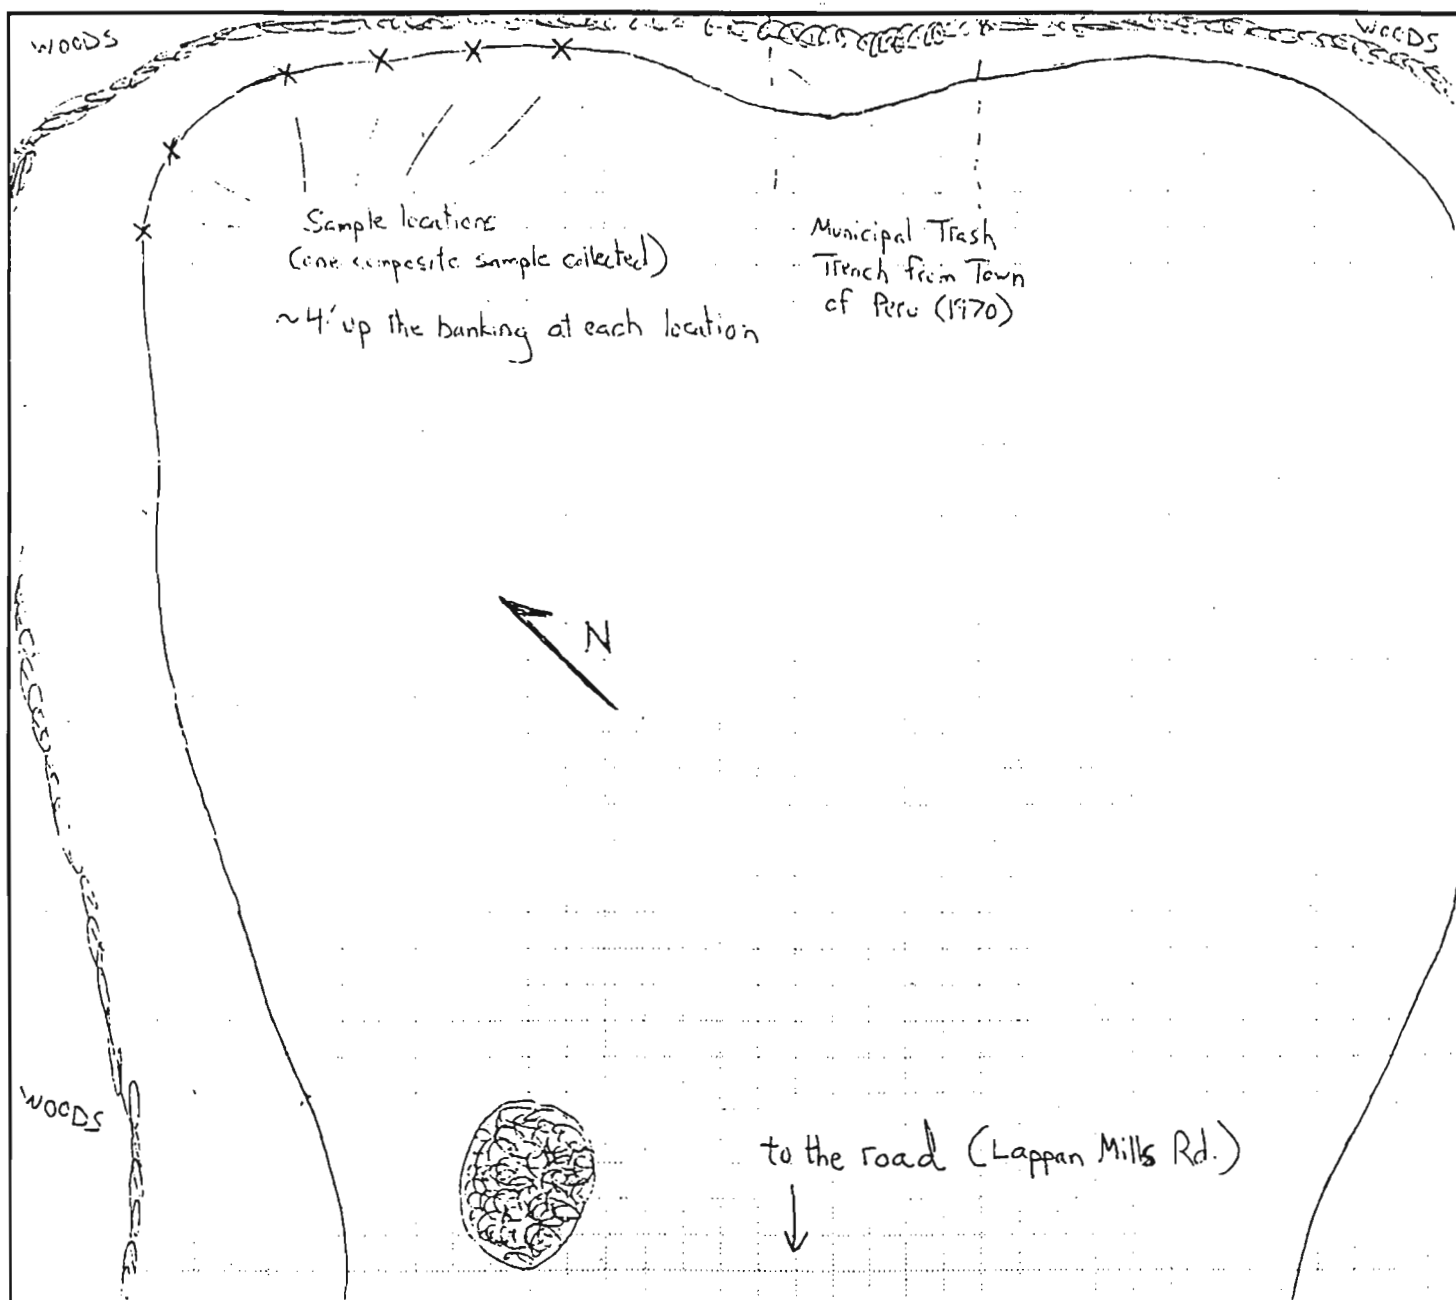 WOODS
WOODS
Sample locations
(one composite sample collected)
~4' up the banking at each location
Municipal Trash
Trench from Town
of Peru (1970)
N
WOODS
to the road (Lappan Mills Rd.)